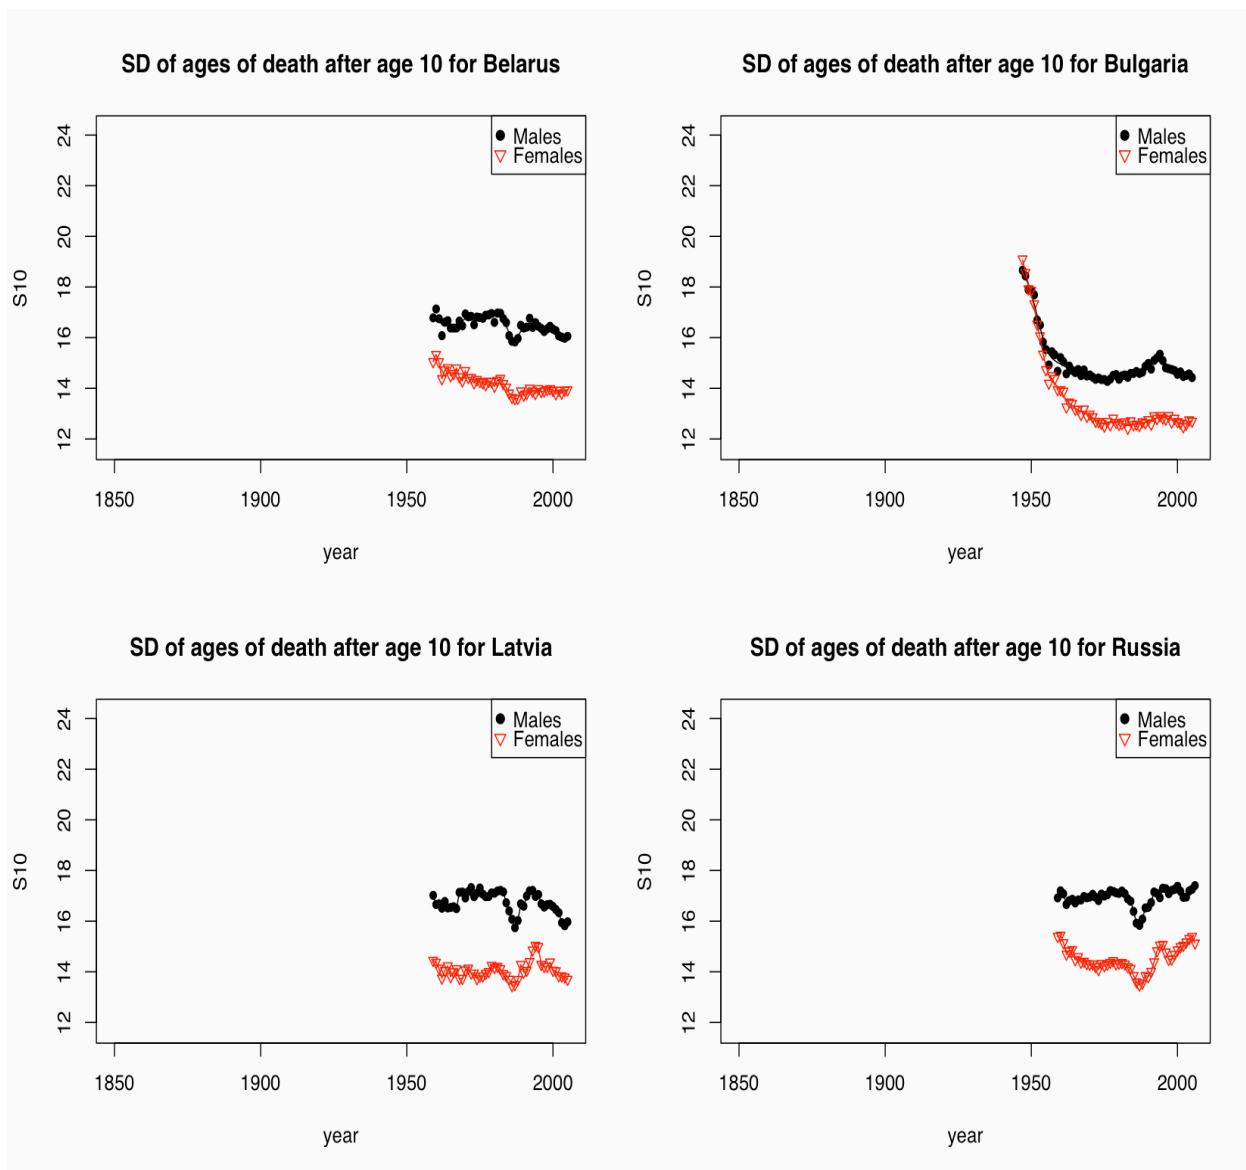 SD of ages of death after age 10 for Belarus
S10
24
22
20
18
16
14
12
Males
Females
1850 1900 1950 2000
year
SD of ages of death after age 10 for Bulgaria
S10
24
22
20
18
16
14
12
Males
Females
1850 1900 1950 2000
year
SD of ages of death after age 10 for Latvia
S10
24
22
20
18
16
14
12
Males
Females
1850 1900 1950 2000
year
SD of ages of death after age 10 for Russia
S10
24
22
20
18
16
14
12
Males
Females
1850 1900 1950 2000
year